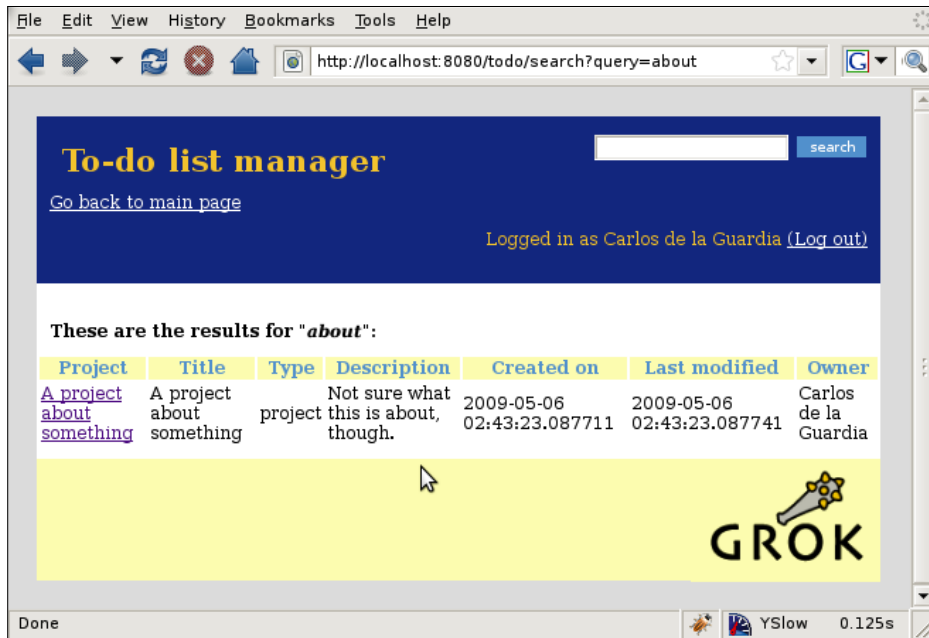 File Edit View History Bookmarks Tools Help
http://localhost:8080/todo/search?query=about
G
To-do list manager
search
Go back to main page
Logged in as Carlos de la Guardia (Log out)
These are the results for "about":
Project Title Type Description Created on Last modified Owner
A project about something
A project about something
project
Not sure what this is about, though.
2009-05-06 02:43:23.087711
2009-05-06 02:43:23.087741
Carlos de la Guardia
GROK
Done YSlow 0.125s